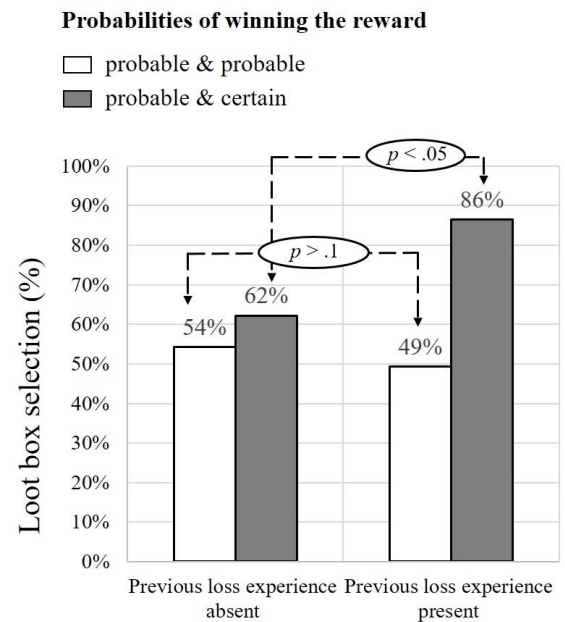 Probabilities of winning the reward
probable & probable
probable & certain
Loot box selection (%)
100%
90%
80%
70%
60%
50%
40%
30%
20%
10%
0%
p < .05
p > .1
54%
62%
49%
86%
Previous loss experience
absent
Previous loss experience
present